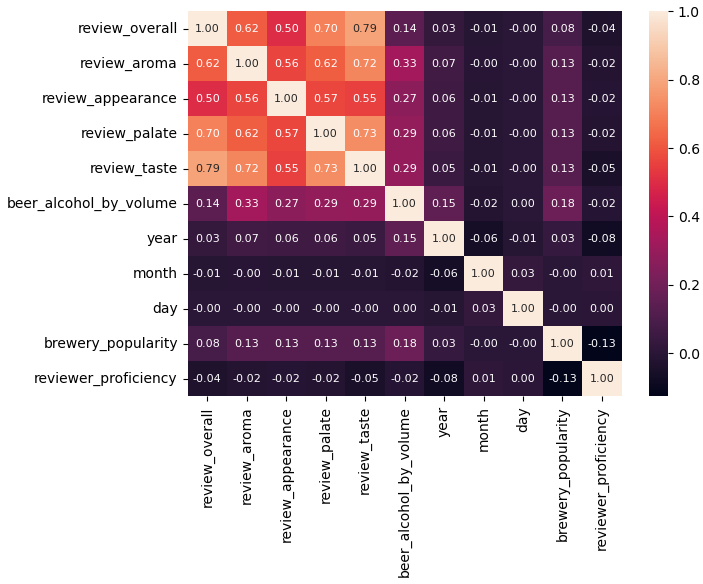 review_overall 1.00 0.62 0.50 0.70 0.79 0.14 0.03 -0.01 -0.00 0.08 -0.04
review_aroma 0.62 1.00 0.56 0.62 0.72 0.33 0.07 -0.00 -0.00 0.13 -0.02
review_appearance 0.50 0.56 1.00 0.57 0.55 0.27 0.06 -0.01 -0.00 0.13 -0.02
review_palate 0.70 0.62 0.57 1.00 0.73 0.29 0.06 -0.01 -0.00 0.13 -0.02
review_taste 0.79 0.72 0.55 0.73 1.00 0.29 0.05 -0.01 -0.00 0.13 -0.05
beer_alcohol_by_volume 0.14 0.33 0.27 0.29 0.29 1.00 0.15 -0.02 0.00 0.18 -0.02
year 0.03 0.07 0.06 0.06 0.05 0.15 1.00 -0.06 -0.01 0.03 -0.08
month -0.01 -0.00 -0.01 -0.01 -0.01 -0.02 -0.06 1.00 0.03 -0.00 0.01
day -0.00 -0.00 -0.00 -0.00 -0.00 0.00 -0.01 0.03 1.00 -0.00 0.00
brewery_popularity 0.08 0.13 0.13 0.13 0.13 0.18 0.03 -0.00 -0.00 1.00 -0.13
reviewer_proficiency -0.04 -0.02 -0.02 -0.02 -0.05 -0.02 -0.08 0.01 0.00 -0.13 1.00
review_overall
review_aroma
review_appearance
review_palate
review_taste
beer_alcohol_by_volume
year
month
day
brewery_popularity
reviewer_proficiency
1.0
0.8
0.6
0.4
0.2
0.0